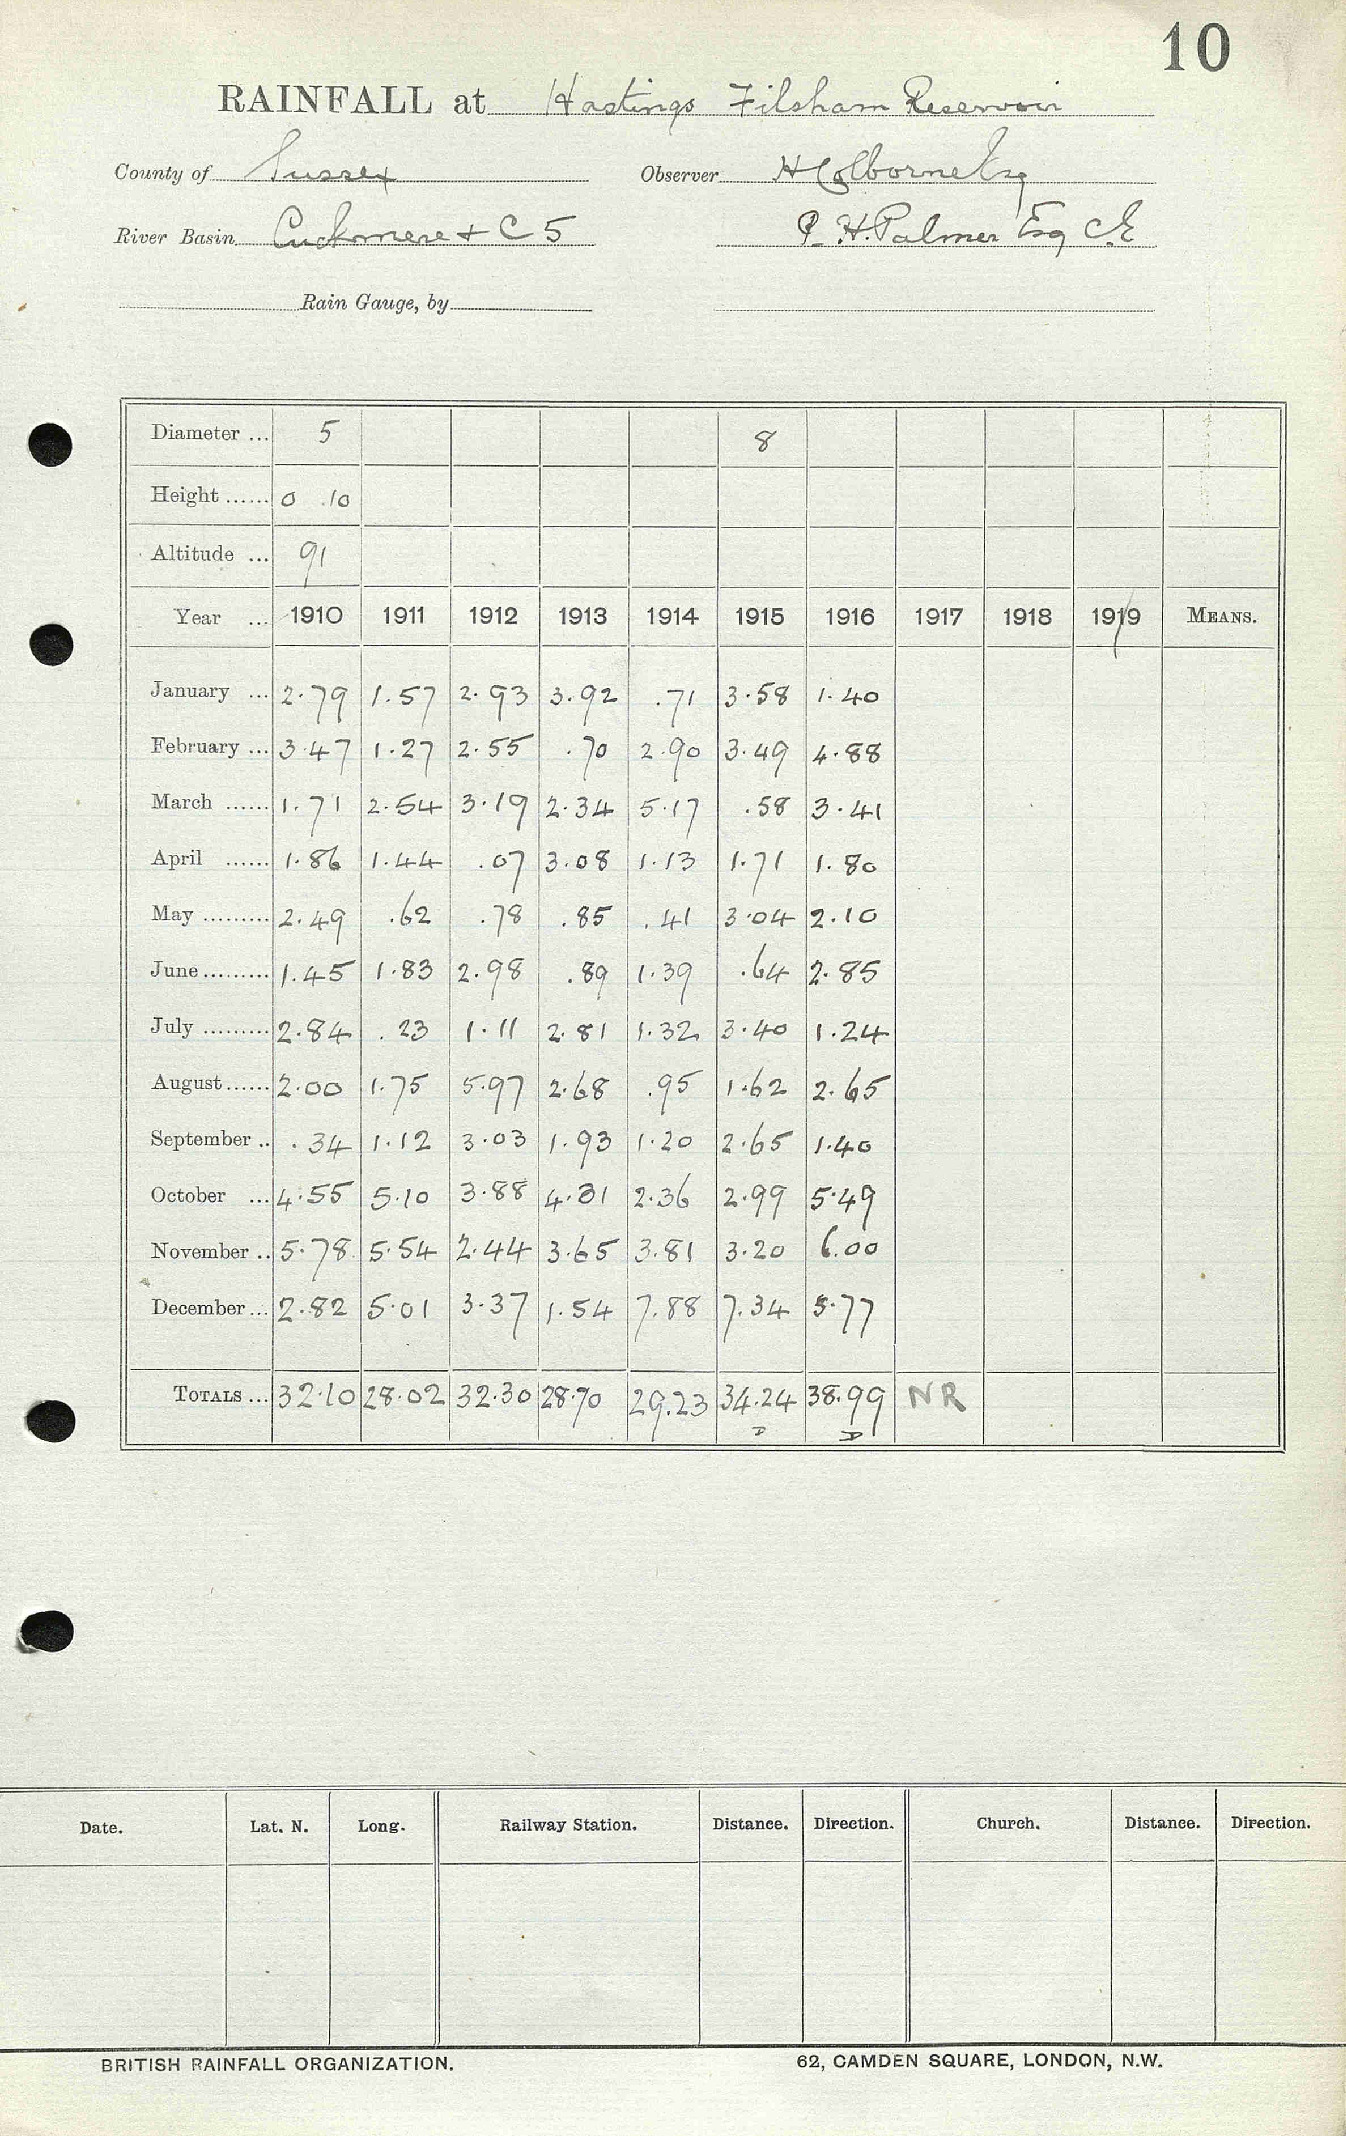 10
RAINFALL at Hastings Filsham Reservoir
County of Sussex Observer H Colborne Esq
River Basin Cuckmere + C 5 P. H. Palmer Esq CE
Rain Gauge, by
Diameter ... 5 8
Height ...... 0 .10
Altitude ... 91
Year ... 1910 1911 1912 1913 1914 1915 1916 1917 1918 1919 MEANS.
January ... 2.79 1.57 2.93 3.92 .71 3.58 1.40
February ... 3.47 1.27 2.55 .70 2.90 3.49 4.88
March ...... 1.71 2.54 3.19 2.34 5.17 .58 3.41
April ...... 1.86 1.44 .07 3.08 1.13 1.71 1.80
May ......... 2.49 .62 .78 .85 .41 3.04 2.10
June ......... 1.45 1.83 2.98 .89 1.39 .64 2.85
July ......... 2.84 .23 1.11 2.81 1.32 3.40 1.24
August ...... 2.00 1.75 5.97 2.68 .95 1.62 2.65
September .. .34 1.12 3.03 1.93 1.20 2.65 1.40
October ... 4.55 5.10 3.88 4.31 2.36 2.99 5.49
November .. 5.78 5.54 2.44 3.65 3.81 3.20 6.00
December ... 2.82 5.01 3.37 1.54 7.88 7.34 5.77
TOTALS ... 32.10 28.02 32.30 28.70 29.23 34.24 38.99 NR
D D
Date. Lat. N. Long. Railway Station. Distance. Direction. Church. Distance. Direction.
BRITISH RAINFALL ORGANIZATION. 62, CAMDEN SQUARE, LONDON, N.W.